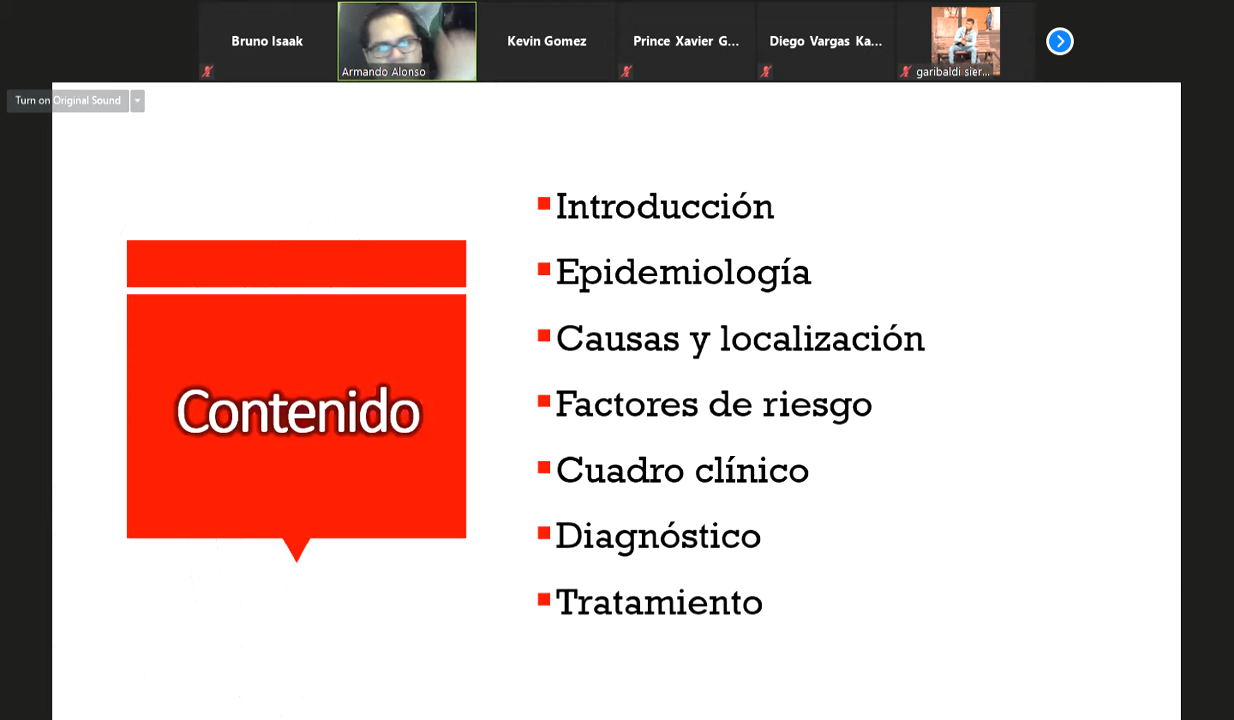 Bruno Isaak
Armando Alonso
Kevin Gomez
Prince Xavier G...
Diego Vargas Ka...
garibaldi sier...
Turn on Original Sound
Contenido
Introducción
Epidemiología
Causas y localización
Factores de riesgo
Cuadro clínico
Diagnóstico
Tratamiento